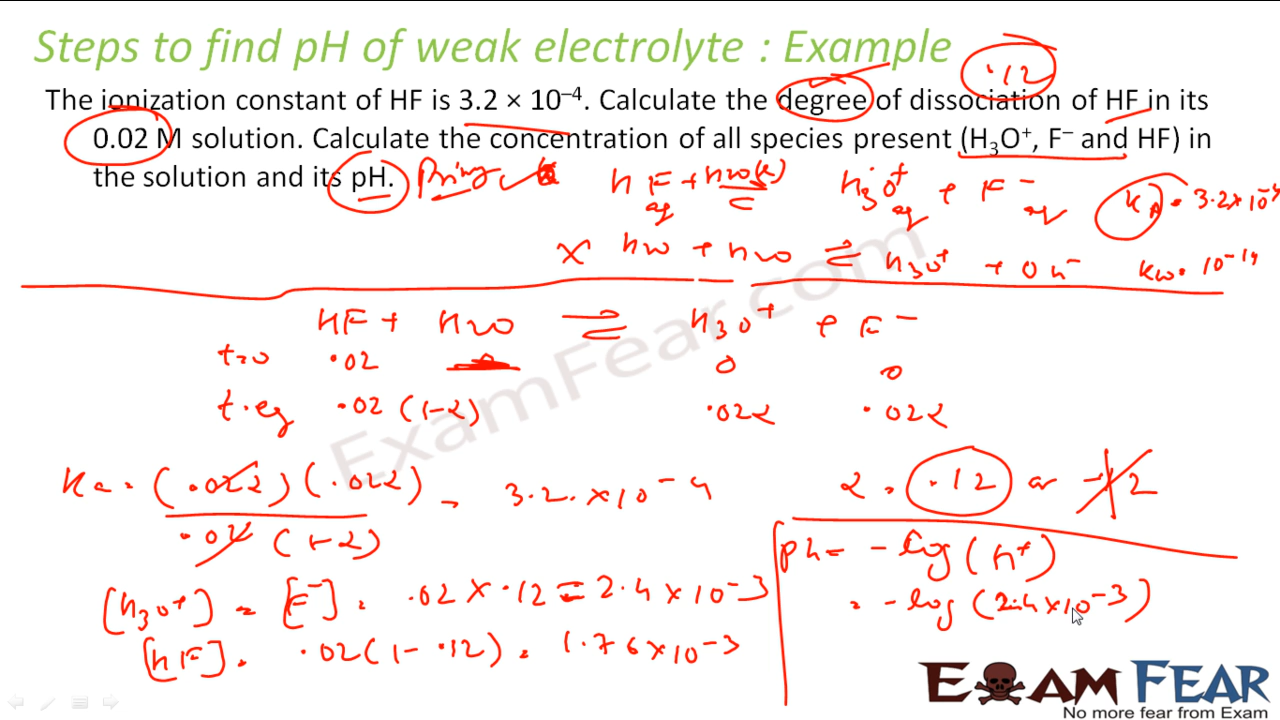 Steps to find pH of weak electrolyte : Example
.12
The ionization constant of HF is 3.2 × 10–4. Calculate the degree of dissociation of HF in its
0.02 M solution. Calculate the concentration of all species present (H3O+, F– and HF) in
the solution and its pH.
HF + H2O(l) ⇌ H3O+ + F–
aq aq aq
Ka = 3.2×10-4
× H2O + H2O ⇌ H3O+ + OH–
Kw = 10-14
HF + H2O ⇌ H3O+ + F–
t=0 .02 0 0
t.eq .02 (1-α) .02α .02α
Ka = (.02α)(.02α) = 3.2×10-4
.02 (1-α)
α = .12 or -.12
[H3O+] = [F–] = .02 × .12 = 2.4×10-3
[HF] = .02(1-.12) = 1.76×10-3
pH = -log(H+)
= -log(2.4×10-3)
ExamFear.com
EXAM FEAR
No more fear from Exam